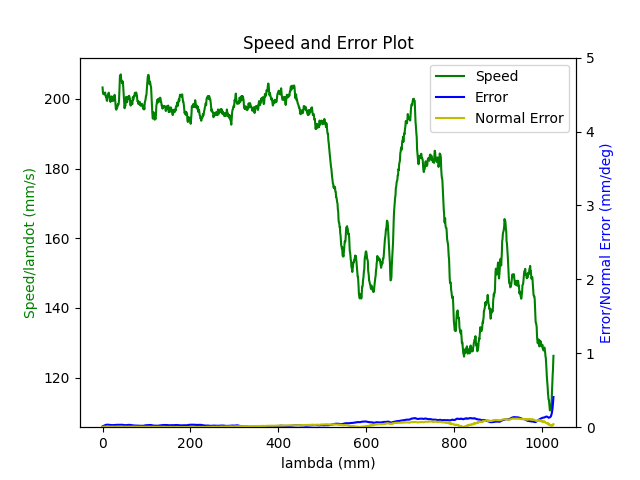 Speed and Error Plot
Speed
Error
Normal Error
Speed/lamdot (mm/s)
200
180
160
140
120
5
4
3
2
1
0
Error/Normal Error (mm/deg)
0 200 400 600 800 1000
lambda (mm)